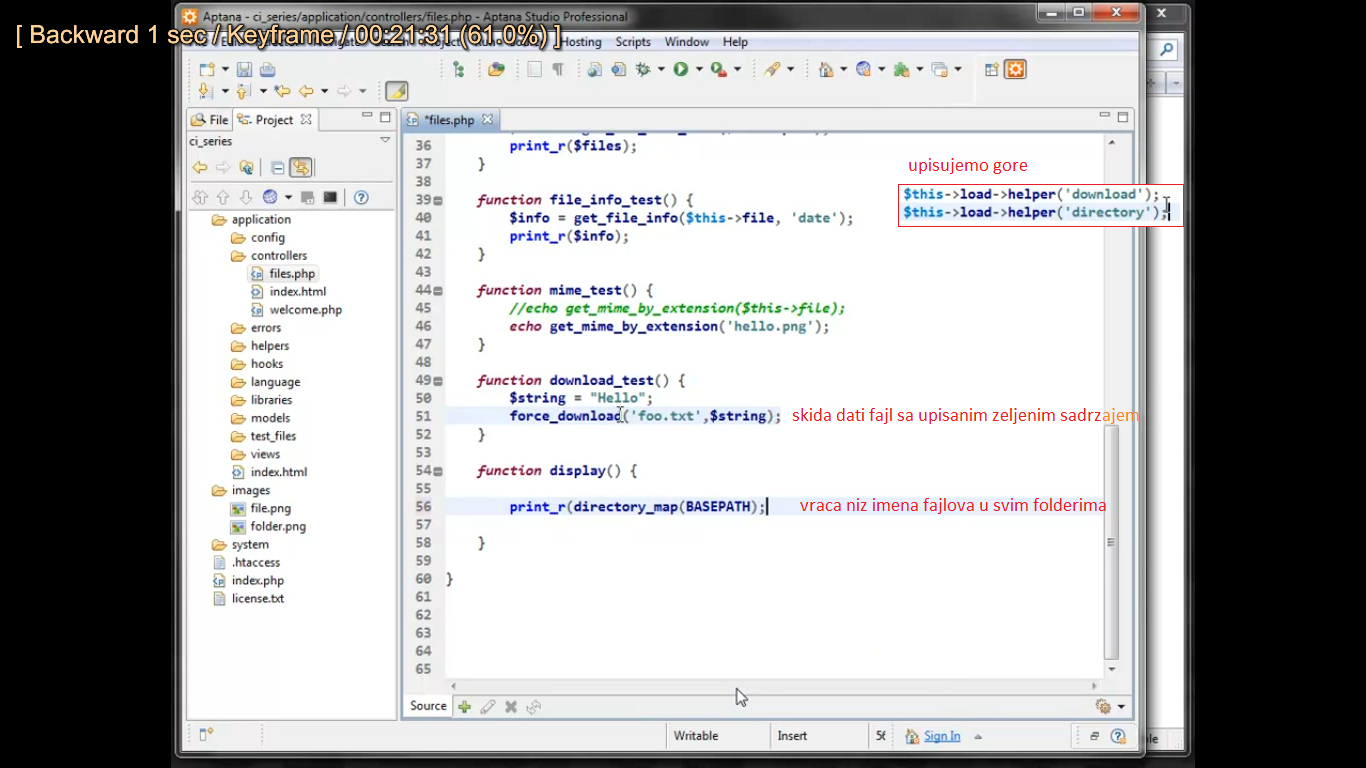 Aptana - ci_series/application/controllers/files.php - Aptana Studio Professional
[ Backward 1 sec / Keyframe / 00:21:31 (61.0%) ]
Hosting Scripts Window Help
File Project
*files.php
ci_series
application
config
controllers
files.php
index.html
welcome.php
errors
helpers
hooks
language
libraries
models
test_files
views
index.html
images
file.png
folder.png
system
.htaccess
index.php
license.txt
36 print_r($files);
37 }
38
39 function file_info_test() {
40 $info = get_file_info($this->file, 'date');
41 print_r($info);
42 }
43
44 function mime_test() {
45 //echo get_mime_by_extension($this->file);
46 echo get_mime_by_extension('hello.png');
47 }
48
49 function download_test() {
50 $string = "Hello";
51 force_download('foo.txt',$string);
52 }
53
54 function display() {
55
56 print_r(directory_map(BASEPATH);
57
58 }
59
60 }
61
62
63
64
65
upisujemo gore
$this->load->helper('download');
$this->load->helper('directory');
skida dati fajl sa upisanim zeljenim sadrzajem
vraca niz imena fajlova u svim folderima
Source
Writable Insert Sign In